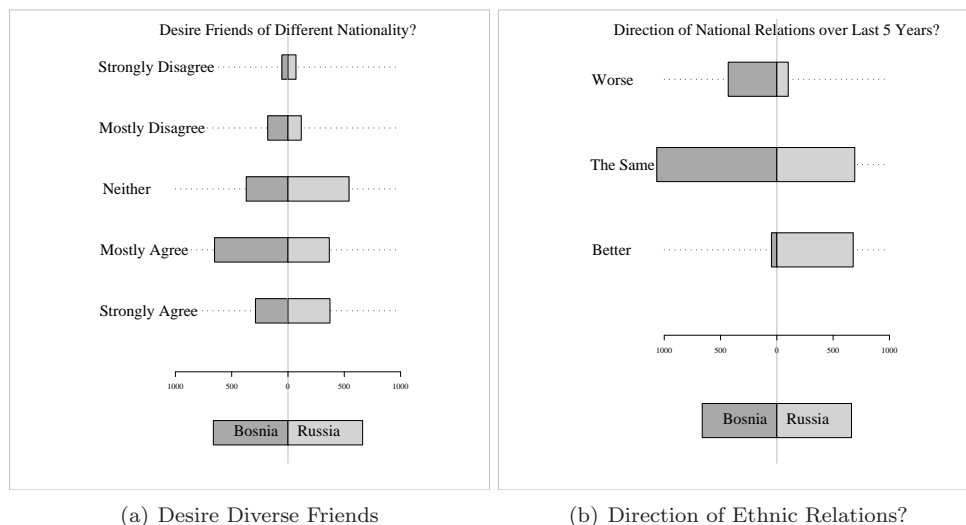 Desire Friends of Different Nationality?
Strongly Disagree
Mostly Disagree
Neither
Mostly Agree
Strongly Agree
1000 500 0 500 1000
Bosnia Russia
(a) Desire Diverse Friends
Direction of National Relations over Last 5 Years?
Worse
The Same
Better
1000 500 0 500 1000
Bosnia Russia
(b) Direction of Ethnic Relations?